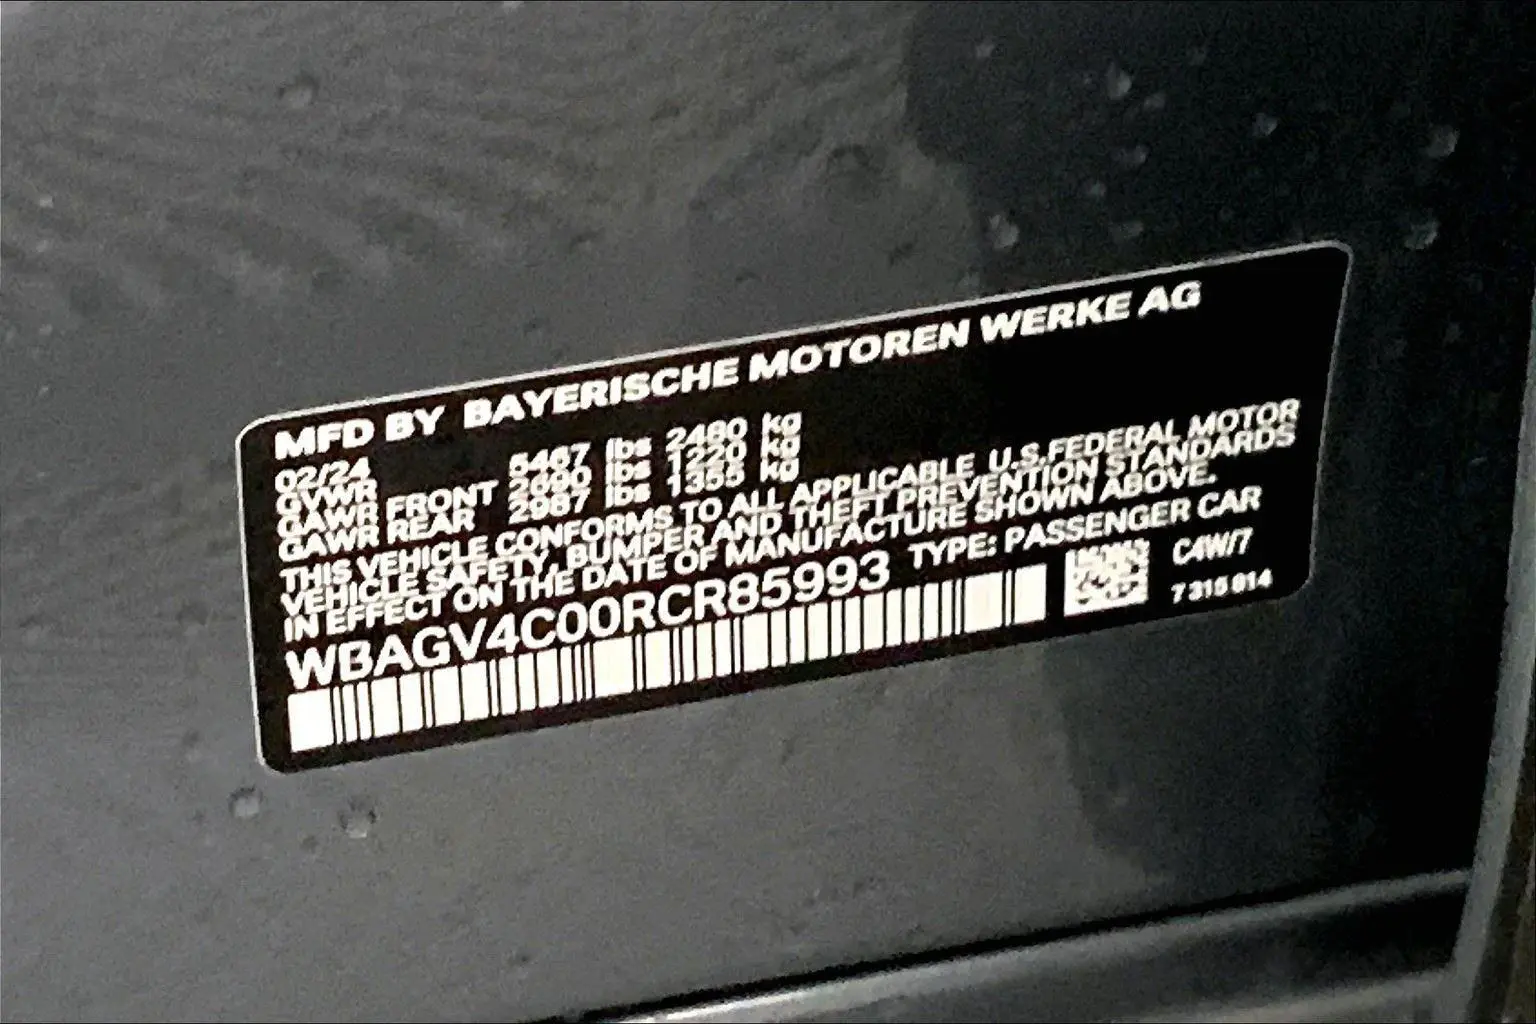 MFD BY BAYERISCHE MOTOREN WERKE AG
02/24
GVWR 5467 lbs 2480 kg
GAWR FRONT 2690 lbs 1220 kg
GAWR REAR 2987 lbs 1355 kg
THIS VEHICLE CONFORMS TO ALL APPLICABLE U.S.FEDERAL MOTOR
VEHICLE SAFETY, BUMPER AND THEFT PREVENTION STANDARDS
IN EFFECT ON THE DATE OF MANUFACTURE SHOWN ABOVE.
WBAGV4C00RCR85993 TYPE: PASSENGER CAR
C4W/7
7 315 814